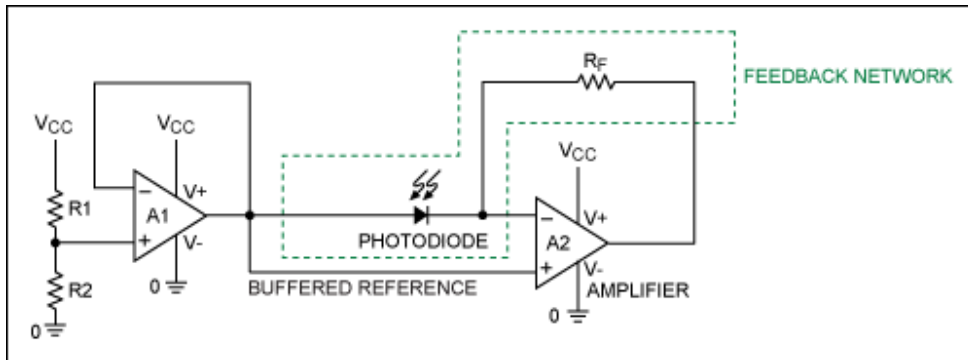 RF
FEEDBACK NETWORK
VCC
VCC
VCC
−
V+
R1
A1
+
V-
−
V+
PHOTODIODE
A2
+
V-
R2
0
BUFFERED REFERENCE
AMPLIFIER
0
0